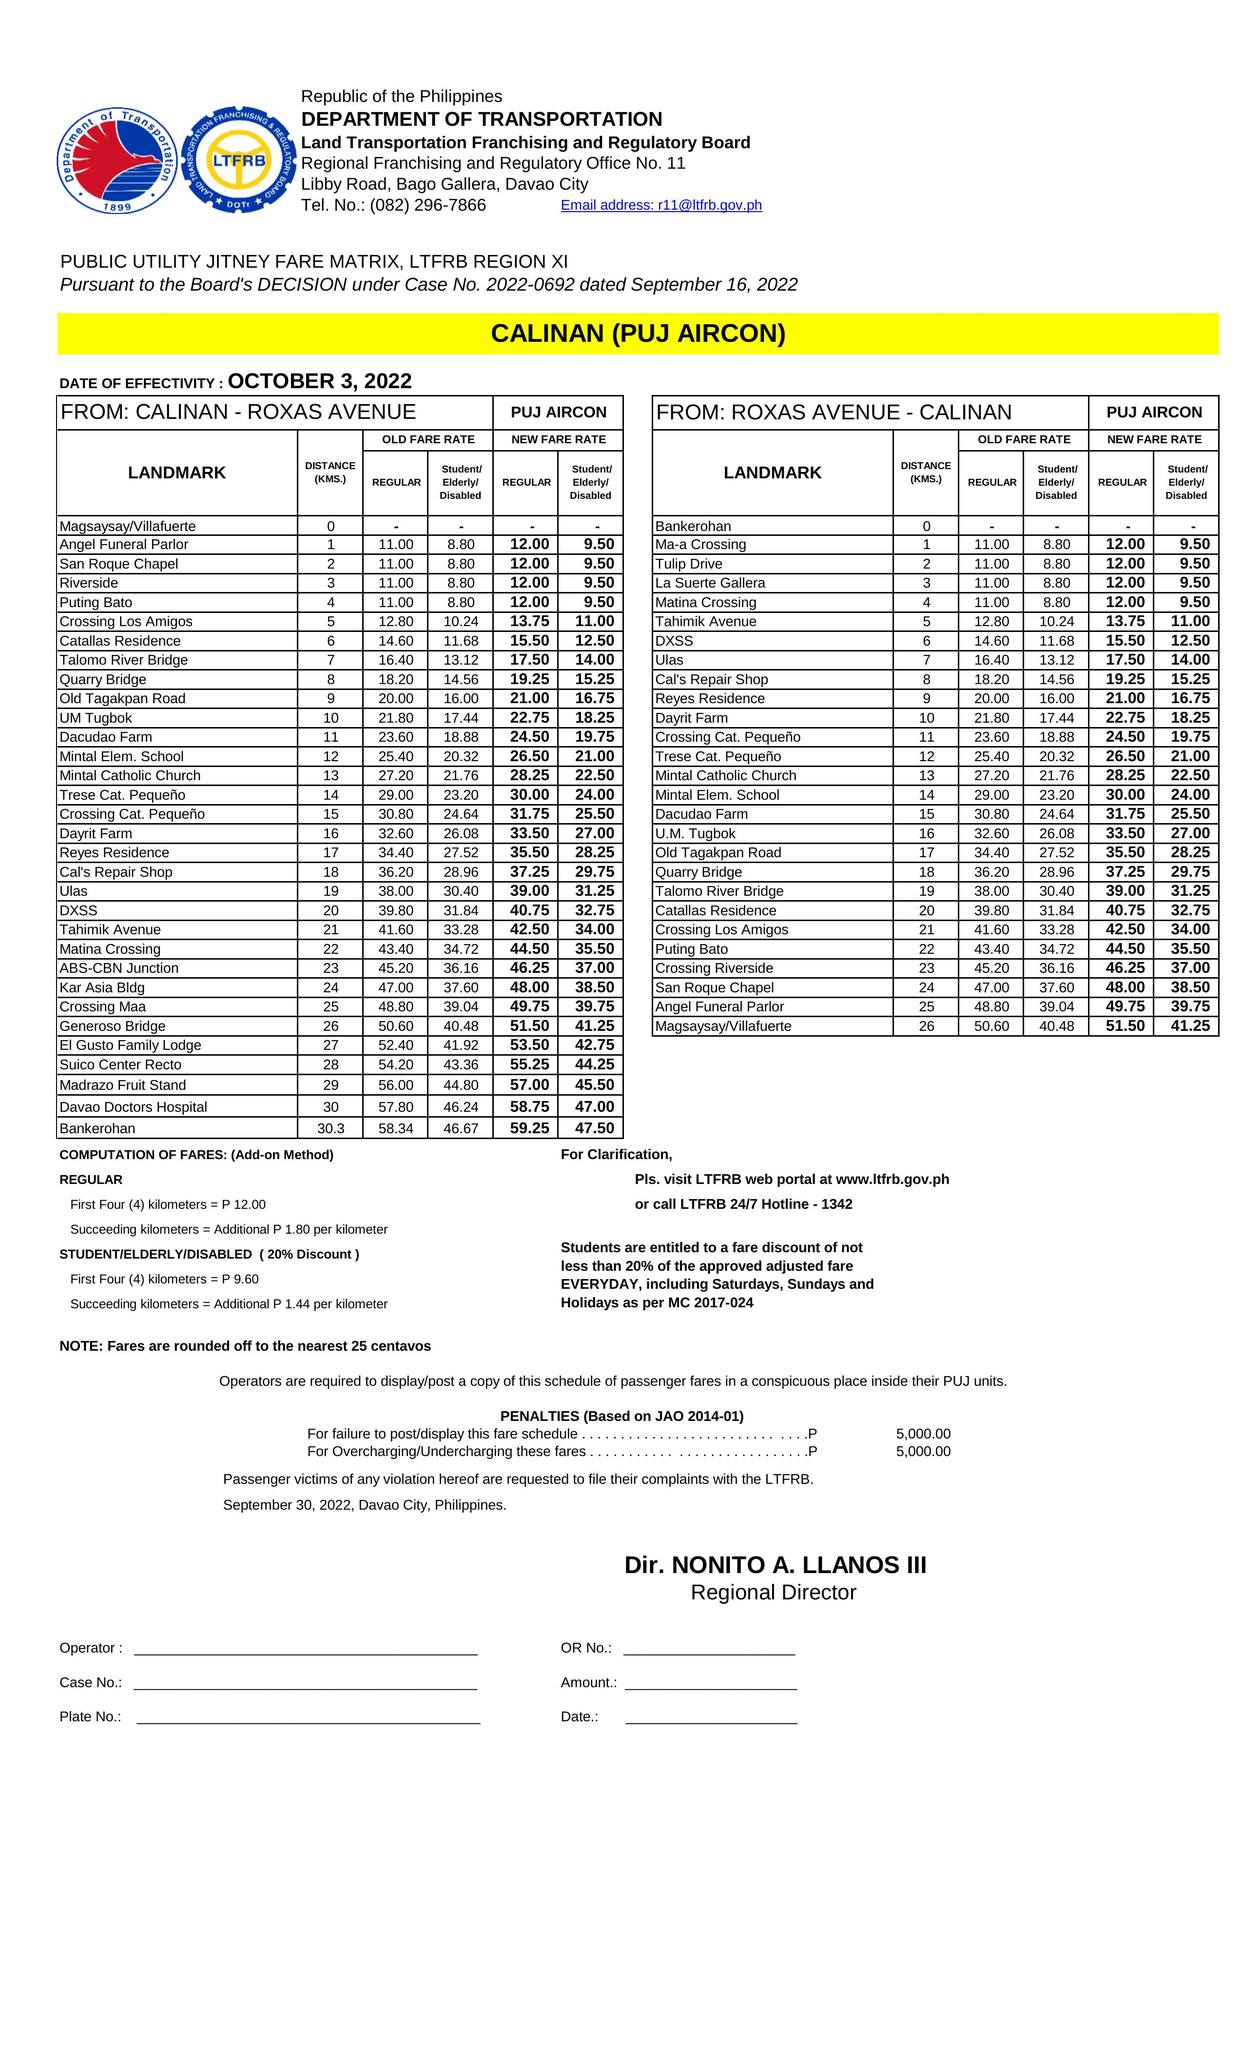 Republic of the Philippines
DEPARTMENT OF TRANSPORTATION
Land Transportation Franchising and Regulatory Board
Regional Franchising and Regulatory Office No. 11
Libby Road, Bago Gallera, Davao City
Tel. No.: (082) 296-7866 Email address: r11@ltfrb.gov.ph
Department of Transportation
1899
LAND TRANSPORTATION FRANCHISING & REGULATORY BOARD
LTFRB
DOTr
PUBLIC UTILITY JITNEY FARE MATRIX, LTFRB REGION XI
Pursuant to the Board's DECISION under Case No. 2022-0692 dated September 16, 2022
CALINAN (PUJ AIRCON)
DATE OF EFFECTIVITY : OCTOBER 3, 2022
FROM: CALINAN - ROXAS AVENUE PUJ AIRCON
LANDMARK DISTANCE (KMS.) OLD FARE RATE NEW FARE RATE
REGULAR Student/ Elderly/ Disabled REGULAR Student/ Elderly/ Disabled
Magsaysay/Villafuerte 0 - - - -
Angel Funeral Parlor 1 11.00 8.80 12.00 9.50
San Roque Chapel 2 11.00 8.80 12.00 9.50
Riverside 3 11.00 8.80 12.00 9.50
Puting Bato 4 11.00 8.80 12.00 9.50
Crossing Los Amigos 5 12.80 10.24 13.75 11.00
Catallas Residence 6 14.60 11.68 15.50 12.50
Talomo River Bridge 7 16.40 13.12 17.50 14.00
Quarry Bridge 8 18.20 14.56 19.25 15.25
Old Tagakpan Road 9 20.00 16.00 21.00 16.75
UM Tugbok 10 21.80 17.44 22.75 18.25
Dacudao Farm 11 23.60 18.88 24.50 19.75
Mintal Elem. School 12 25.40 20.32 26.50 21.00
Mintal Catholic Church 13 27.20 21.76 28.25 22.50
Trese Cat. Pequeño 14 29.00 23.20 30.00 24.00
Crossing Cat. Pequeño 15 30.80 24.64 31.75 25.50
Dayrit Farm 16 32.60 26.08 33.50 27.00
Reyes Residence 17 34.40 27.52 35.50 28.25
Cal's Repair Shop 18 36.20 28.96 37.25 29.75
Ulas 19 38.00 30.40 39.00 31.25
DXSS 20 39.80 31.84 40.75 32.75
Tahimik Avenue 21 41.60 33.28 42.50 34.00
Matina Crossing 22 43.40 34.72 44.50 35.50
ABS-CBN Junction 23 45.20 36.16 46.25 37.00
Kar Asia Bldg 24 47.00 37.60 48.00 38.50
Crossing Maa 25 48.80 39.04 49.75 39.75
Generoso Bridge 26 50.60 40.48 51.50 41.25
El Gusto Family Lodge 27 52.40 41.92 53.50 42.75
Suico Center Recto 28 54.20 43.36 55.25 44.25
Madrazo Fruit Stand 29 56.00 44.80 57.00 45.50
Davao Doctors Hospital 30 57.80 46.24 58.75 47.00
Bankerohan 30.3 58.34 46.67 59.25 47.50
FROM: ROXAS AVENUE - CALINAN PUJ AIRCON
LANDMARK DISTANCE (KMS.) OLD FARE RATE NEW FARE RATE
REGULAR Student/ Elderly/ Disabled REGULAR Student/ Elderly/ Disabled
Bankerohan 0 - - - -
Ma-a Crossing 1 11.00 8.80 12.00 9.50
Tulip Drive 2 11.00 8.80 12.00 9.50
La Suerte Gallera 3 11.00 8.80 12.00 9.50
Matina Crossing 4 11.00 8.80 12.00 9.50
Tahimik Avenue 5 12.80 10.24 13.75 11.00
DXSS 6 14.60 11.68 15.50 12.50
Ulas 7 16.40 13.12 17.50 14.00
Cal's Repair Shop 8 18.20 14.56 19.25 15.25
Reyes Residence 9 20.00 16.00 21.00 16.75
Dayrit Farm 10 21.80 17.44 22.75 18.25
Crossing Cat. Pequeño 11 23.60 18.88 24.50 19.75
Trese Cat. Pequeño 12 25.40 20.32 26.50 21.00
Mintal Catholic Church 13 27.20 21.76 28.25 22.50
Mintal Elem. School 14 29.00 23.20 30.00 24.00
Dacudao Farm 15 30.80 24.64 31.75 25.50
U.M. Tugbok 16 32.60 26.08 33.50 27.00
Old Tagakpan Road 17 34.40 27.52 35.50 28.25
Quarry Bridge 18 36.20 28.96 37.25 29.75
Talomo River Bridge 19 38.00 30.40 39.00 31.25
Catallas Residence 20 39.80 31.84 40.75 32.75
Crossing Los Amigos 21 41.60 33.28 42.50 34.00
Puting Bato 22 43.40 34.72 44.50 35.50
Crossing Riverside 23 45.20 36.16 46.25 37.00
San Roque Chapel 24 47.00 37.60 48.00 38.50
Angel Funeral Parlor 25 48.80 39.04 49.75 39.75
Magsaysay/Villafuerte 26 50.60 40.48 51.50 41.25
COMPUTATION OF FARES: (Add-on Method)
REGULAR
First Four (4) kilometers = P 12.00
Succeeding kilometers = Additional P 1.80 per kilometer
STUDENT/ELDERLY/DISABLED ( 20% Discount )
First Four (4) kilometers = P 9.60
Succeeding kilometers = Additional P 1.44 per kilometer
For Clarification,
Pls. visit LTFRB web portal at www.ltfrb.gov.ph
or call LTFRB 24/7 Hotline - 1342
Students are entitled to a fare discount of not
less than 20% of the approved adjusted fare
EVERYDAY, including Saturdays, Sundays and
Holidays as per MC 2017-024
NOTE: Fares are rounded off to the nearest 25 centavos
Operators are required to display/post a copy of this schedule of passenger fares in a conspicuous place inside their PUJ units.
PENALTIES (Based on JAO 2014-01)
For failure to post/display this fare schedule . . . . . . . . . . . . . . . . . . . . . . . . . . . . .P 5,000.00
For Overcharging/Undercharging these fares . . . . . . . . . . . . . . . . . . . . . . . . . . . .P 5,000.00
Passenger victims of any violation hereof are requested to file their complaints with the LTFRB.
September 30, 2022, Davao City, Philippines.
Dir. NONITO A. LLANOS III
Regional Director
Operator : ____________________ OR No.: ____________________
Case No.: ____________________ Amount.: ____________________
Plate No.: ____________________ Date.: ____________________